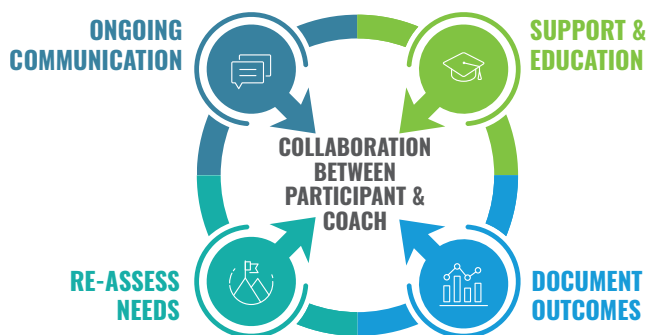 ONGOING
COMMUNICATION
SUPPORT &
EDUCATION
COLLABORATION
BETWEEN
PARTICIPANT &
COACH
RE-ASSESS
NEEDS
DOCUMENT
OUTCOMES